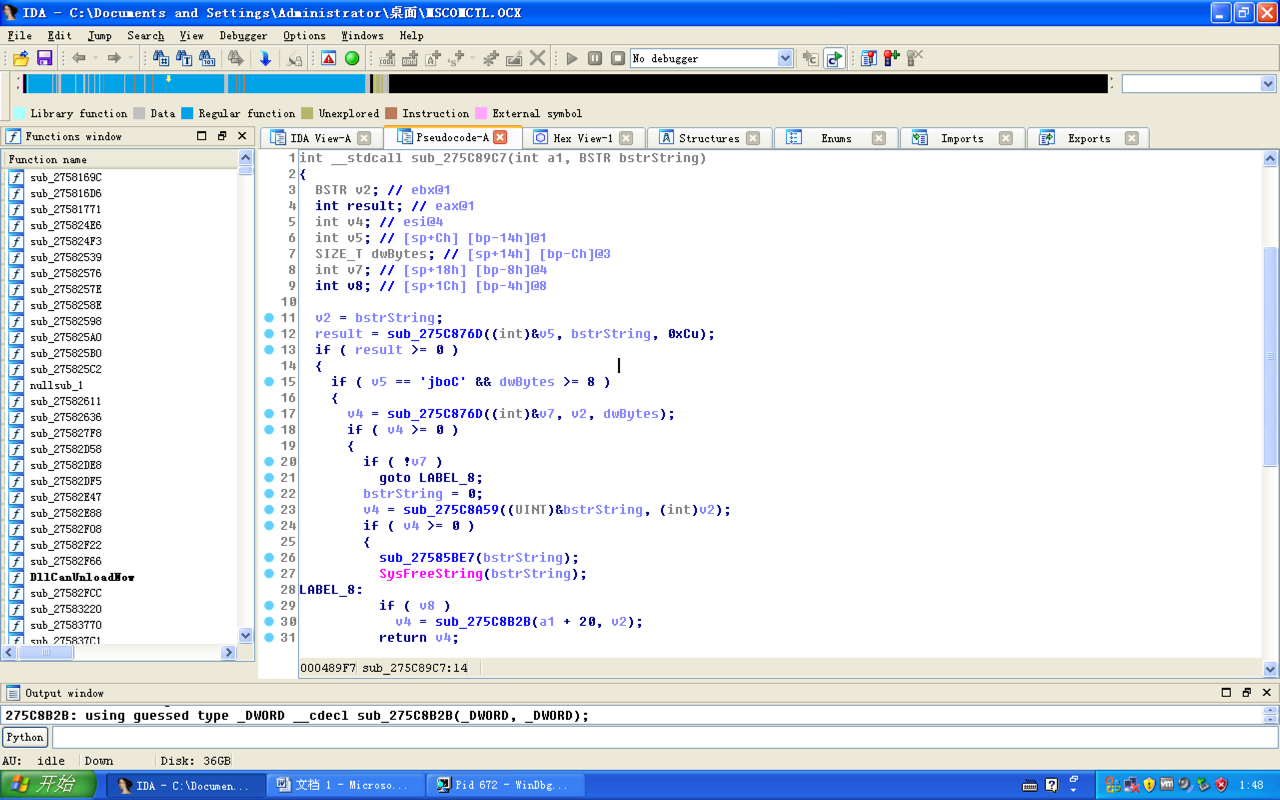 IDA - C:\Documents and Settings\Administrator\桌面\MSCOMCTL.OCX
File Edit Jump Search View Debugger Options Windows Help
No debugger
Library function Data Regular function Unexplored Instruction External symbol
Functions window
IDA View-A Pseudocode-A Hex View-1 Structures Enums Imports Exports
Function name
sub_2758169C
sub_275816D6
sub_27581771
sub_275824E6
sub_275824F3
sub_27582539
sub_27582576
sub_2758257E
sub_2758258E
sub_27582598
sub_275825A0
sub_275825B0
sub_275825C2
nullsub_1
sub_27582611
sub_27582636
sub_275827F8
sub_27582D58
sub_27582DE8
sub_27582DF5
sub_27582E47
sub_27582E88
sub_27582F08
sub_27582F22
sub_27582F66
DllCanUnloadNow
sub_27582FCC
sub_27583220
sub_27583770
sub_275837C1
1 int __stdcall sub_275C89C7(int a1, BSTR bstrString)
2 {
3 BSTR v2; // ebx@1
4 int result; // eax@1
5 int v4; // esi@4
6 int v5; // [sp+Ch] [bp-14h]@1
7 SIZE_T dwBytes; // [sp+14h] [bp-Ch]@3
8 int v7; // [sp+18h] [bp-8h]@4
9 int v8; // [sp+1Ch] [bp-4h]@8
10
11 v2 = bstrString;
12 result = sub_275C876D((int)&v5, bstrString, 0xCu);
13 if ( result >= 0 )
14 {
15 if ( v5 == 'jboC' && dwBytes >= 8 )
16 {
17 v4 = sub_275C876D((int)&v7, v2, dwBytes);
18 if ( v4 >= 0 )
19 {
20 if ( !v7 )
21 goto LABEL_8;
22 bstrString = 0;
23 v4 = sub_275C8A59((UINT)&bstrString, (int)v2);
24 if ( v4 >= 0 )
25 {
26 sub_27585BE7(bstrString);
27 SysFreeString(bstrString);
28 LABEL_8:
29 if ( v8 )
30 v4 = sub_275C8B2B(a1 + 20, v2);
31 return v4;
000489F7 sub_275C89C7:14
Output window
275C8B2B: using guessed type _DWORD __cdecl sub_275C8B2B(_DWORD, _DWORD);
Python
AU: idle Down Disk: 36GB
开始 IDA - C:\Documen... 文档 1 - Microso... Pid 672 - WinDbg... 1:48